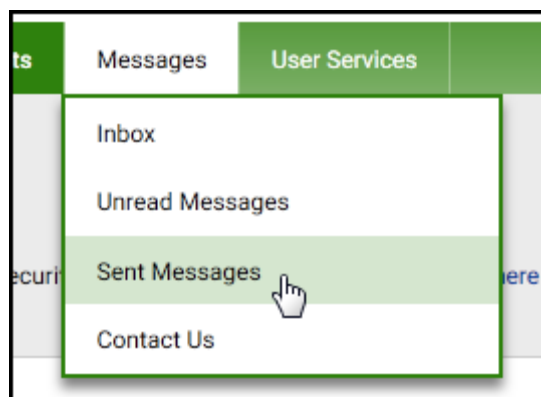 ts Messages User Services
Inbox
Unread Messages
ecuri Sent Messages ere
Contact Us